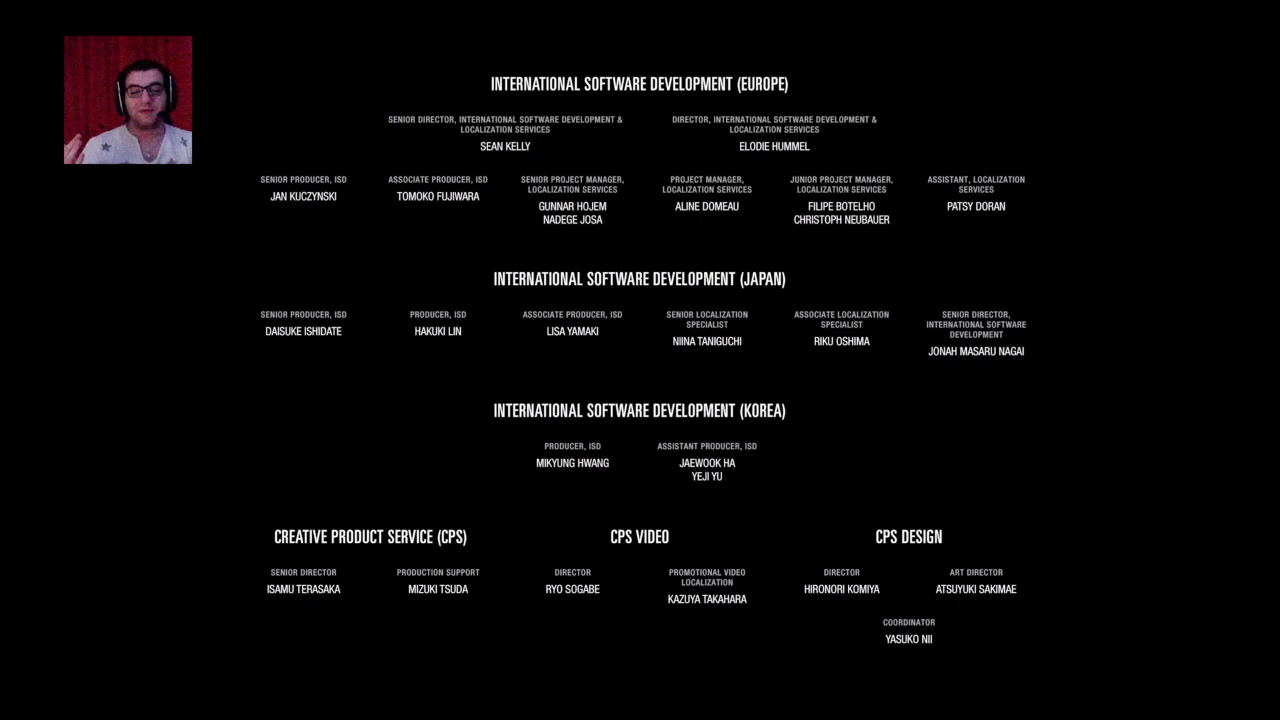 INTERNATIONAL SOFTWARE DEVELOPMENT (EUROPE)
SENIOR DIRECTOR, INTERNATIONAL SOFTWARE DEVELOPMENT &
LOCALIZATION SERVICES
SEAN KELLY
DIRECTOR, INTERNATIONAL SOFTWARE DEVELOPMENT &
LOCALIZATION SERVICES
ELODIE HUMMEL
SENIOR PRODUCER, ISD
JAN KUCZYNSKI
ASSOCIATE PRODUCER, ISD
TOMOKO FUJIWARA
SENIOR PROJECT MANAGER,
LOCALIZATION SERVICES
GUNNAR HOJEM
NADEGE JOSA
PROJECT MANAGER,
LOCALIZATION SERVICES
ALINE DOMEAU
JUNIOR PROJECT MANAGER,
LOCALIZATION SERVICES
FILIPE BOTELHO
CHRISTOPH NEUBAUER
ASSISTANT, LOCALIZATION
SERVICES
PATSY DORAN
INTERNATIONAL SOFTWARE DEVELOPMENT (JAPAN)
SENIOR PRODUCER, ISD
DAISUKE ISHIDATE
PRODUCER, ISD
HAKUKI LIN
ASSOCIATE PRODUCER, ISD
LISA YAMAKI
SENIOR LOCALIZATION
SPECIALIST
NIINA TANIGUCHI
ASSOCIATE LOCALIZATION
SPECIALIST
RIKU OSHIMA
SENIOR DIRECTOR,
INTERNATIONAL SOFTWARE
DEVELOPMENT
JONAH MASARU NAGAI
INTERNATIONAL SOFTWARE DEVELOPMENT (KOREA)
PRODUCER, ISD
MIKYUNG HWANG
ASSISTANT PRODUCER, ISD
JAEWOOK HA
YEJI YU
CREATIVE PRODUCT SERVICE (CPS)
SENIOR DIRECTOR
ISAMU TERASAKA
PRODUCTION SUPPORT
MIZUKI TSUDA
CPS VIDEO
DIRECTOR
RYO SOGABE
PROMOTIONAL VIDEO
LOCALIZATION
KAZUYA TAKAHARA
CPS DESIGN
DIRECTOR
HIRONORI KOMIYA
ART DIRECTOR
ATSUYUKI SAKIMAE
COORDINATOR
YASUKO NII